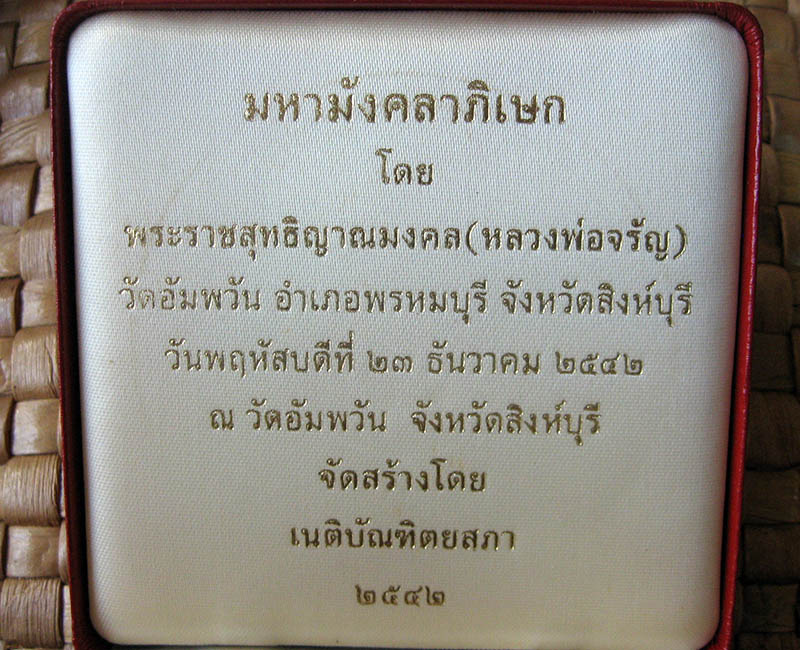 มหามังคลาภิเษก
โดย
พระราชสุทธิญาณมงคล(หลวงพ่อจรัญ)
วัดอัมพวัน อำเภอพรหมบุรี จังหวัดสิงห์บุรี
วันพฤหัสบดีที่ ๒๓ ธันวาคม ๒๕๔๒
ณ วัดอัมพวัน จังหวัดสิงห์บุรี
จัดสร้างโดย
เนติบัณฑิตยสภา
๒๕๔๒